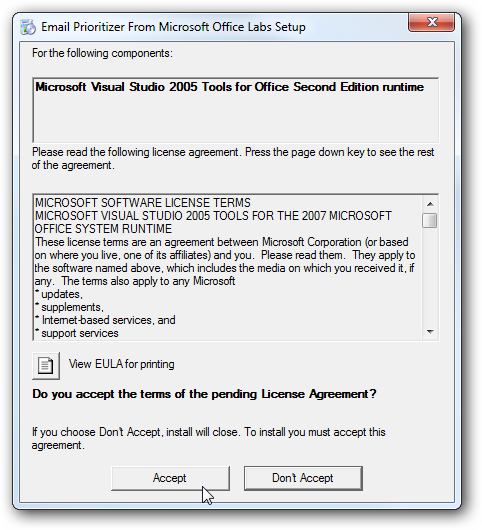 Email Prioritizer From Microsoft Office Labs Setup
For the following components:
Microsoft Visual Studio 2005 Tools for Office Second Edition runtime
Please read the following license agreement. Press the page down key to see the rest
of the agreement.
MICROSOFT SOFTWARE LICENSE TERMS
MICROSOFT VISUAL STUDIO 2005 TOOLS FOR THE 2007 MICROSOFT
OFFICE SYSTEM RUNTIME
These license terms are an agreement between Microsoft Corporation (or based
on where you live, one of its affiliates) and you.  Please read them.  They apply to
the software named above, which includes the media on which you received it, if
any.  The terms also apply to any Microsoft
* updates,
* supplements,
* Internet-based services, and
* support services
View EULA for printing
Do you accept the terms of the pending License Agreement?
If you choose Don't Accept, install will close. To install you must accept this
agreement.
Accept
Don't Accept